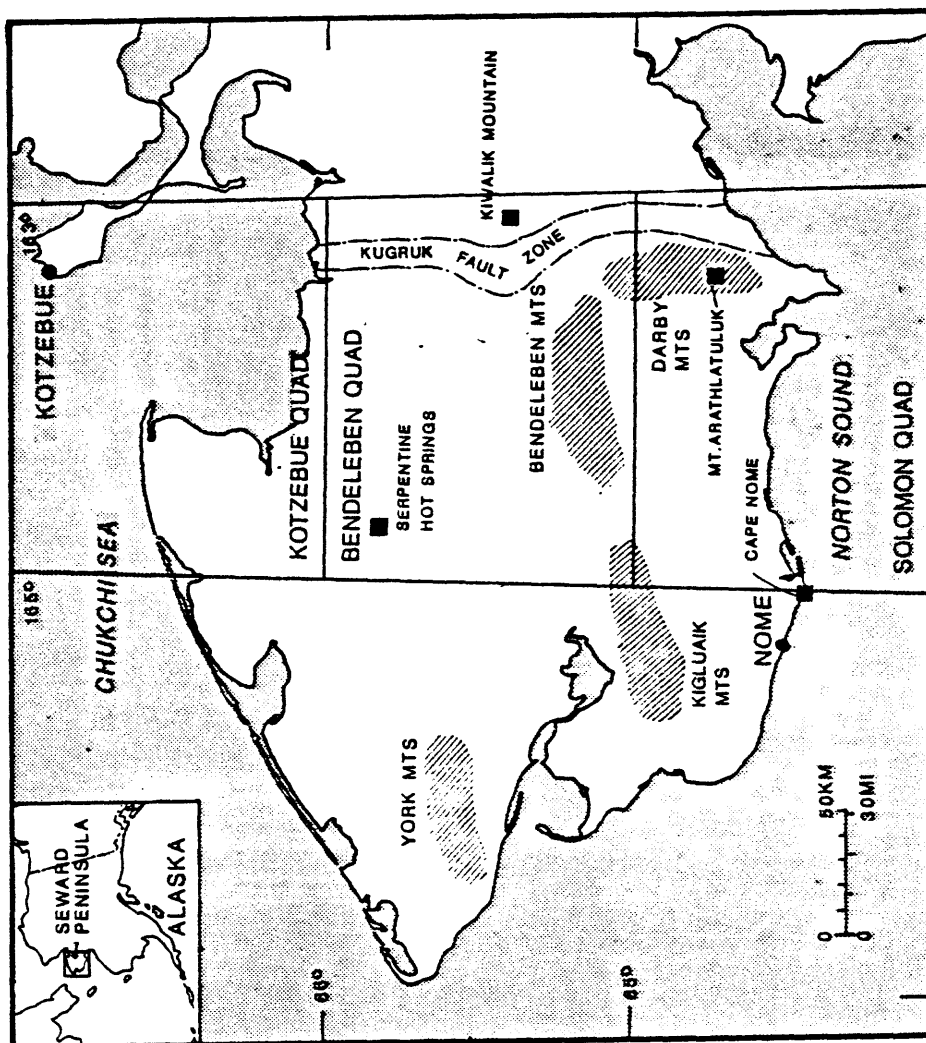 SEWARD
PENINSULA
ALASKA
CHUKCHI SEA
165°
163°
KOTZEBUE
KOTZEBUE QUAD
BENDELEBEN QUAD
SERPENTINE
HOT SPRINGS
KUGRUK
FAULT
ZONE
KIWALIK MOUNTAIN
66°
65°
YORK MTS
BENDELEBEN MTS
DARBY
MTS
MT. ARATHLATULUK
KIGLUAIK
MTS
NOME
CAPE NOME
NORTON SOUND
SOLOMON QUAD
0 50KM
0 30MI